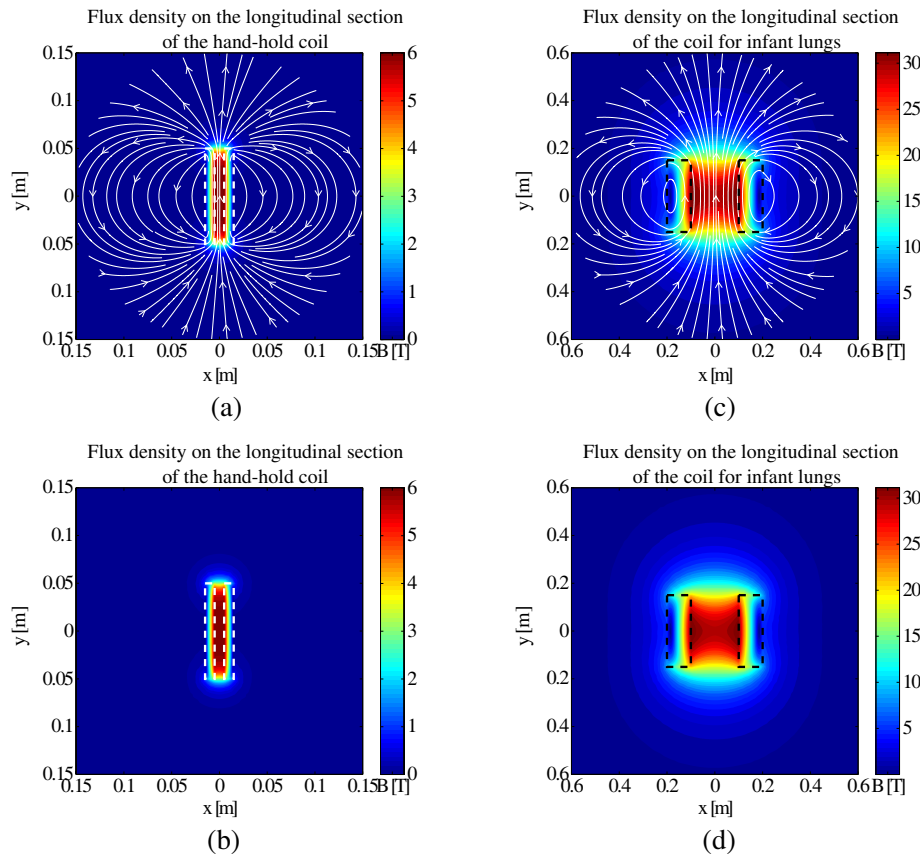 Flux density on the longitudinal section
of the hand-hold coil
0.15
0.1
0.05
0
0.05
0.1
0.15
y [m]
0.15 0.1 0.05 0 0.05 0.1 0.15
x [m]
6
5
4
3
2
1
0
B [T]
(a)
Flux density on the longitudinal section
of the coil for infant lungs
0.6
0.4
0.2
0
0.2
0.4
0.6
y [m]
0.6 0.4 0.2 0 0.2 0.4 0.6
x [m]
30
25
20
15
10
5
B [T]
(c)
Flux density on the longitudinal section
of the hand-hold coil
0.15
0.1
0.05
0
0.05
0.1
0.15
y [m]
0.15 0.1 0.05 0 0.05 0.1 0.15
x [m]
6
5
4
3
2
1
0
B [T]
(b)
Flux density on the longitudinal section
of the coil for infant lungs
0.6
0.4
0.2
0
0.2
0.4
0.6
y [m]
0.6 0.4 0.2 0 0.2 0.4 0.6
x [m]
30
25
20
15
10
5
B [T]
(d)